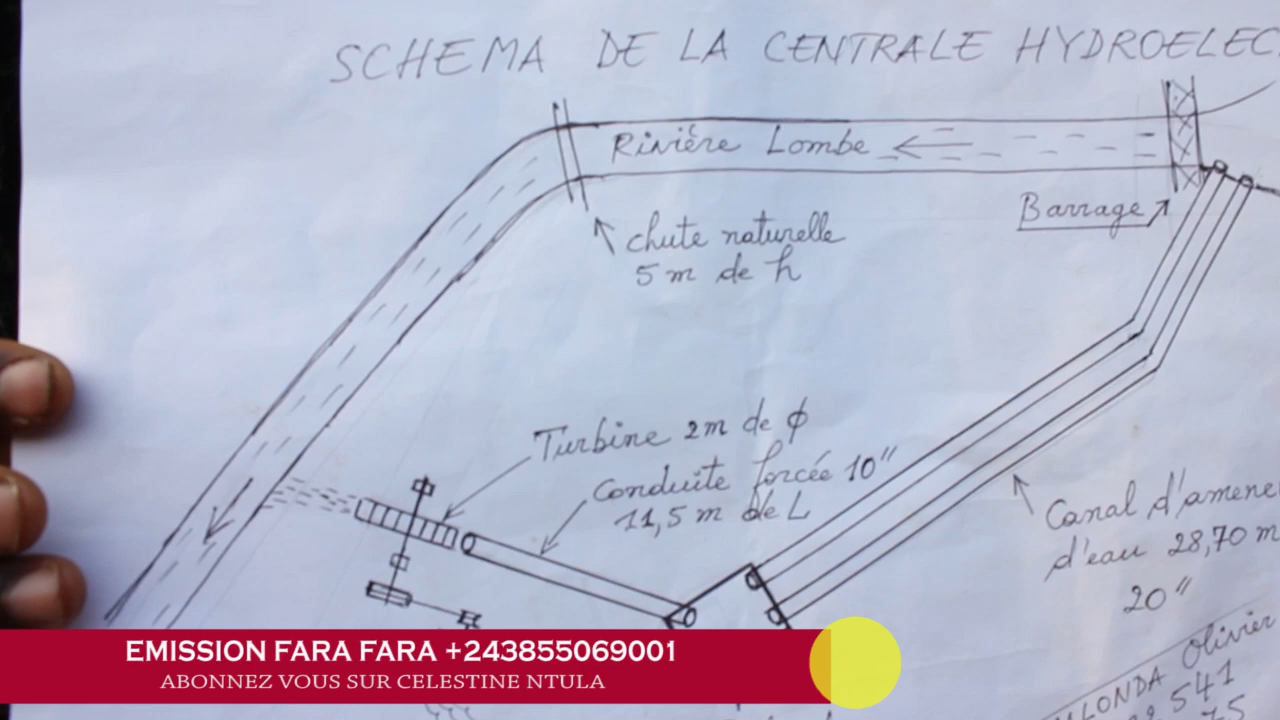 SCHEMA DE LA CENTRALE HYDROELEC
Rivière Lombe
Barrage
chute naturelle
5 m de h
Turbine 2m de φ
Conduite forcée 10"
11,5 m de L
Canal d'amene
d'eau 28,70 m
20"
Olivier
541
EMISSION FARA FARA +243855069001
ABONNEZ VOUS SUR CELESTINE NTULA